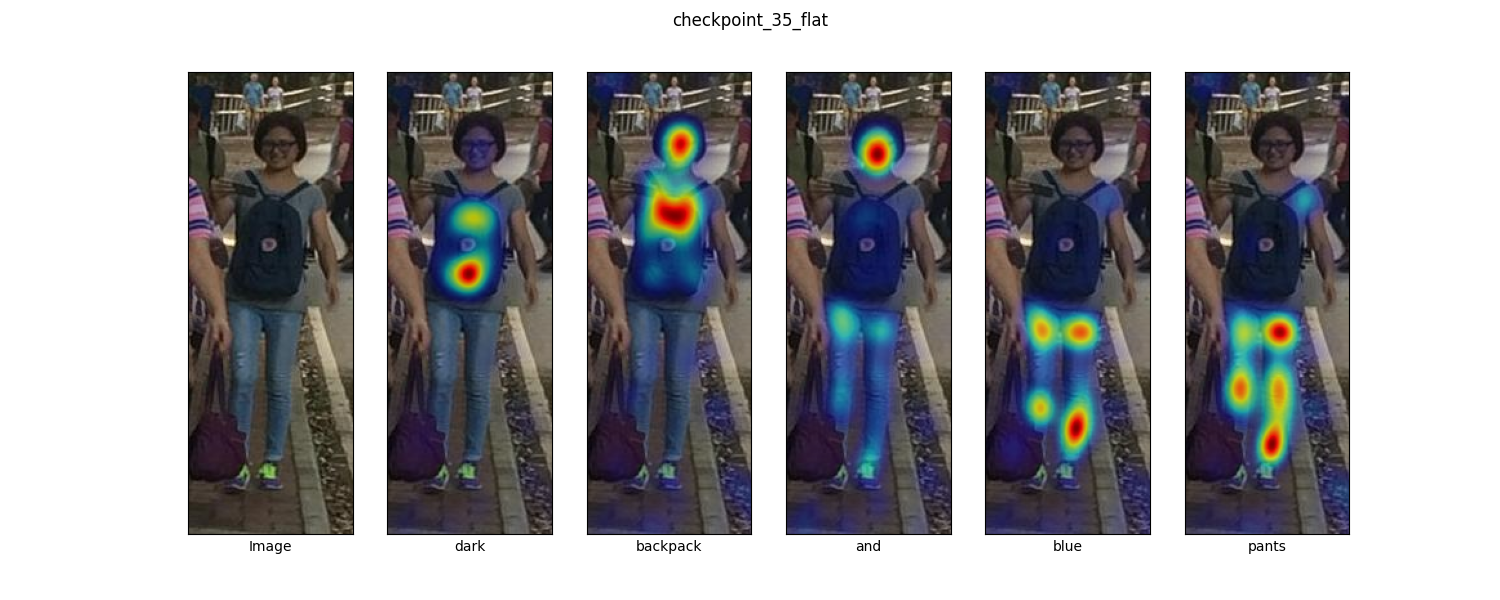 checkpoint_35_flat
Image
dark
backpack
and
blue
pants